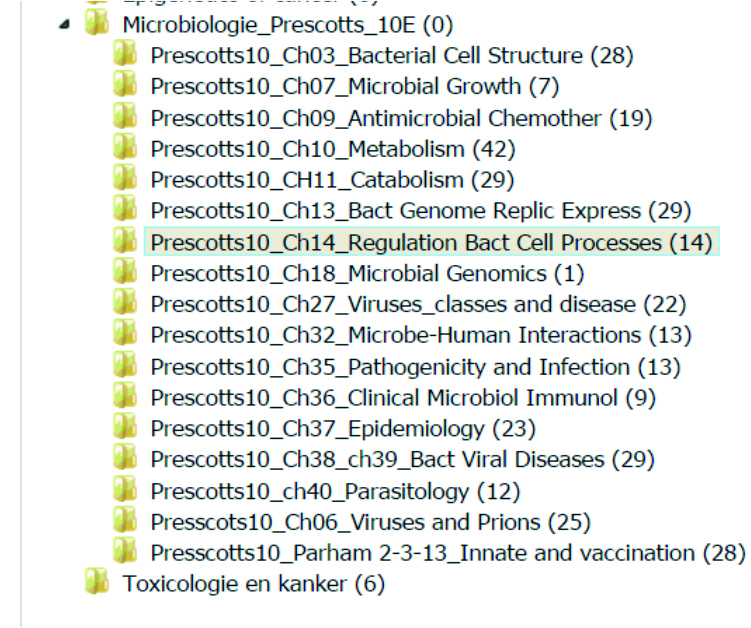 Microbiologie_Prescotts_10E (0)
Prescotts10_Ch03_Bacterial Cell Structure (28)
Prescotts10_Ch07_Microbial Growth (7)
Prescotts10_Ch09_Antimicrobial Chemother (19)
Prescotts10_Ch10_Metabolism (42)
Prescotts10_CH11_Catabolism (29)
Prescotts10_Ch13_Bact Genome Replic Express (29)
Prescotts10_Ch14_Regulation Bact Cell Processes (14)
Prescotts10_Ch18_Microbial Genomics (1)
Prescotts10_Ch27_Viruses_classes and disease (22)
Prescotts10_Ch32_Microbe-Human Interactions (13)
Prescotts10_Ch35_Pathogenicity and Infection (13)
Prescotts10_Ch36_Clinical Microbiol Immunol (9)
Prescotts10_Ch37_Epidemiology (23)
Prescotts10_Ch38_ch39_Bact Viral Diseases (29)
Prescotts10_ch40_Parasitology (12)
Presscots10_Ch06_Viruses and Prions (25)
Presscotts10_Parham 2-3-13_Innate and vaccination (28)
Toxicologie en kanker (6)